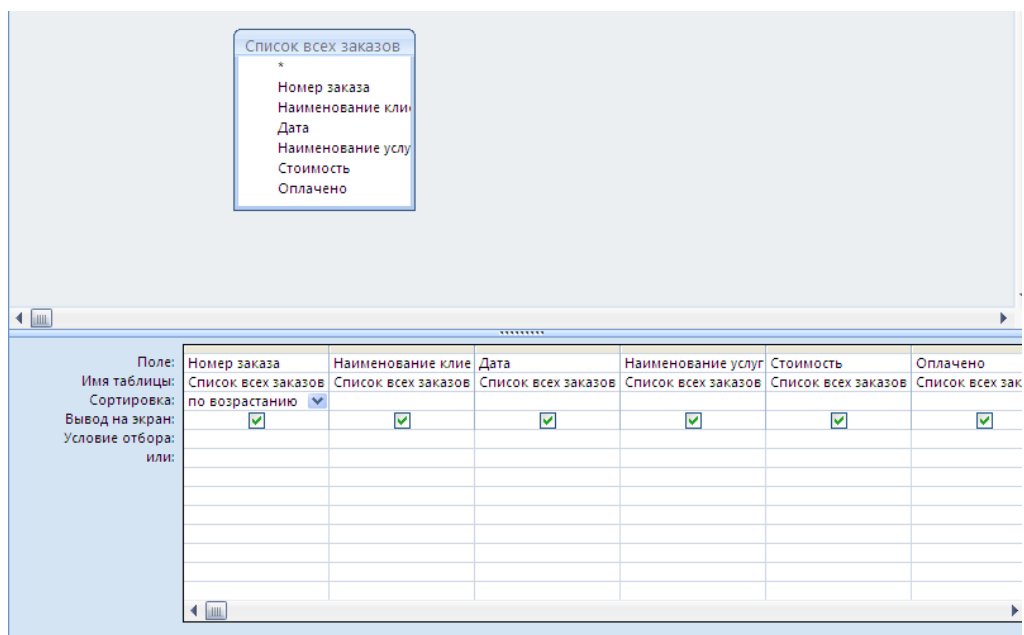 Список всех заказов
*
Номер заказа
Наименование кли
Дата
Наименование услу
Стоимость
Оплачено
Поле: Номер заказа Наименование клие Дата Наименование услуг Стоимость Оплачено
Имя таблицы: Список всех заказов Список всех заказов Список всех заказов Список всех заказов Список всех заказов Список всех зак
Сортировка: по возрастанию
Вывод на экран:
Условие отбора:
или: